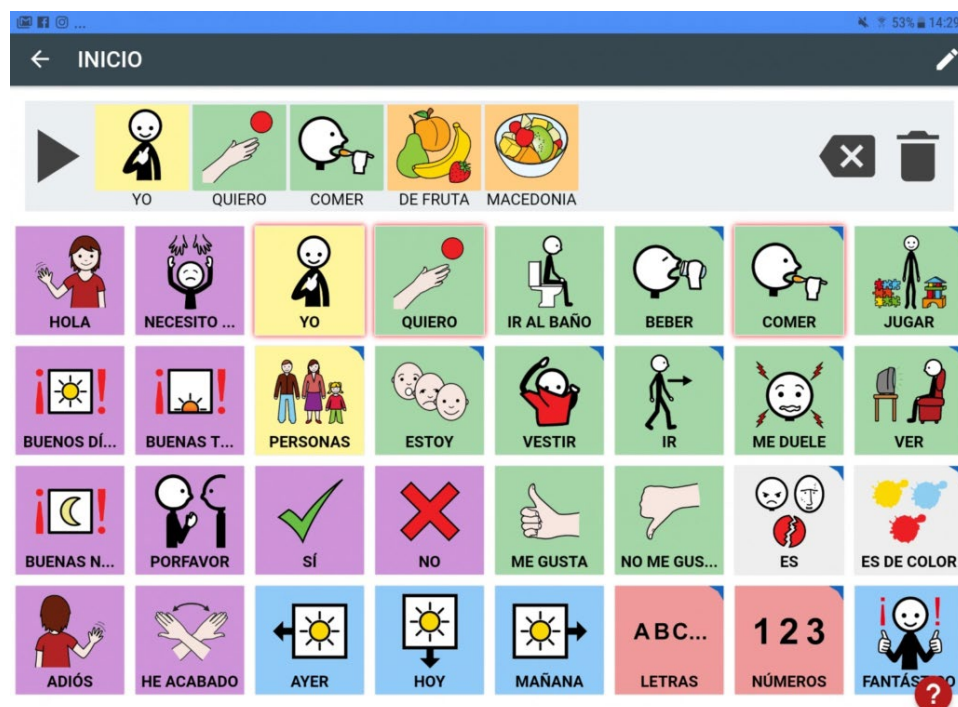 ... 53% 14:29
INICIO
YO QUIERO COMER DE FRUTA MACEDONIA
HOLA NECESITO ... YO QUIERO IR AL BAÑO BEBER COMER JUGAR
BUENOS DÍ... BUENAS T... PERSONAS ESTOY VESTIR IR ME DUELE VER
BUENAS N... PORFAVOR SÍ NO ME GUSTA NO ME GUS... ES ES DE COLOR
ABC... 123
ADIÓS HE ACABADO AYER HOY MAÑANA LETRAS NÚMEROS
?